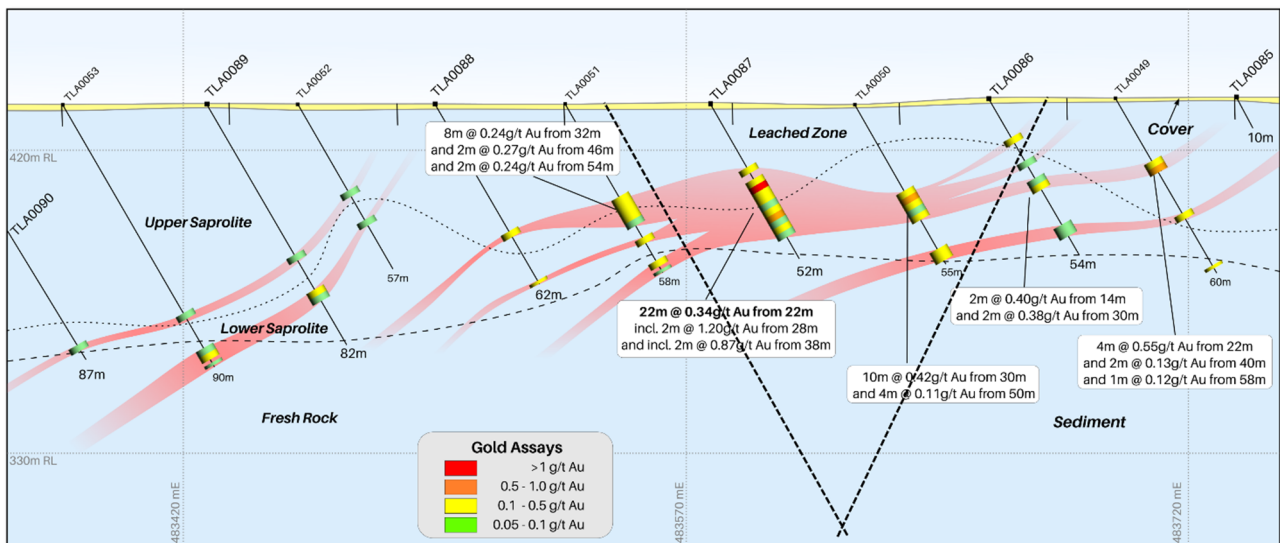 TLA0053
TLA0089
TLA0052
TLA0088
TLA0051
TLA0087
TLA0050
TLA0086
TLA0049
TLA0085
Leached Zone
Cover
10m
8m @ 0.24g/t Au from 32m
and 2m @ 0.27g/t Au from 46m
and 2m @ 0.24g/t Au from 54m
420m RL
TLA0090
Upper Saprolite
57m
62m
58m
52m
55m
54m
60m
Lower Saprolite
82m
87m
90m
22m @ 0.34g/t Au from 22m
incl. 2m @ 1.20g/t Au from 28m
and incl. 2m @ 0.87g/t Au from 38m
2m @ 0.40g/t Au from 14m
and 2m @ 0.38g/t Au from 30m
4m @ 0.55g/t Au from 22m
and 2m @ 0.13g/t Au from 40m
and 1m @ 0.12g/t Au from 58m
10m @ 0.42g/t Au from 30m
and 4m @ 0.11g/t Au from 50m
Fresh Rock
Sediment
Gold Assays
>1 g/t Au
0.5 - 1.0 g/t Au
0.1 - 0.5 g/t Au
0.05 - 0.1 g/t Au
330m RL
483420 mE
483570 mE
483720 mE